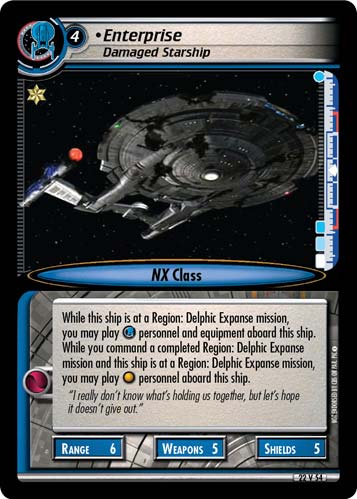 4
•Enterprise
Damaged Starship
NX Class
While this ship is at a Region: Delphic Expanse mission,
you may play personnel and equipment aboard this ship.
While you command a completed Region: Delphic Expanse
mission and this ship is at a Region: Delphic Expanse mission,
you may play personnel aboard this ship.
"I really don't know what's holding us together, but let's hope
it doesn't give out."
RANGE 6
WEAPONS 5
SHIELDS 5
22 V 54